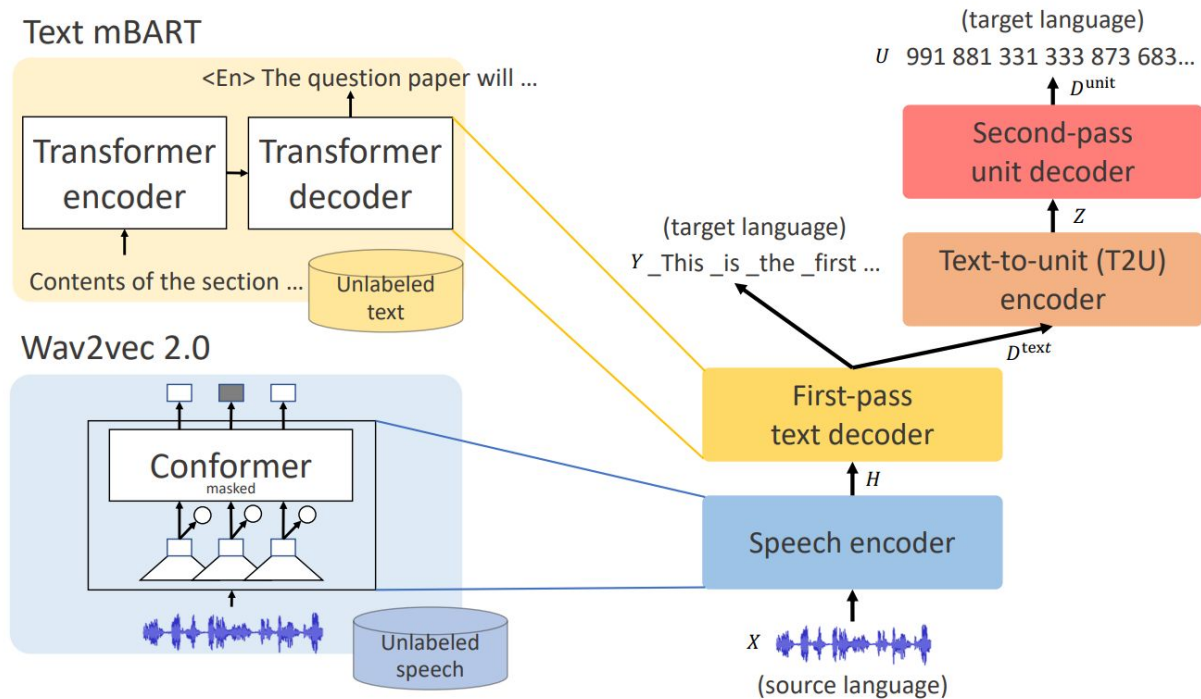 Text mBART
<En> The question paper will ...
Transformer
encoder
Transformer
decoder
Contents of the section ...
Unlabeled
text
Wav2vec 2.0
Conformer
masked
Unlabeled
speech
(target language)
U 991 881 331 333 873 683...
D^unit
Second-pass
unit decoder
Z
Text-to-unit (T2U)
encoder
D^text
(target language)
Y _This _is _the _first ...
First-pass
text decoder
H
Speech encoder
X
(source language)